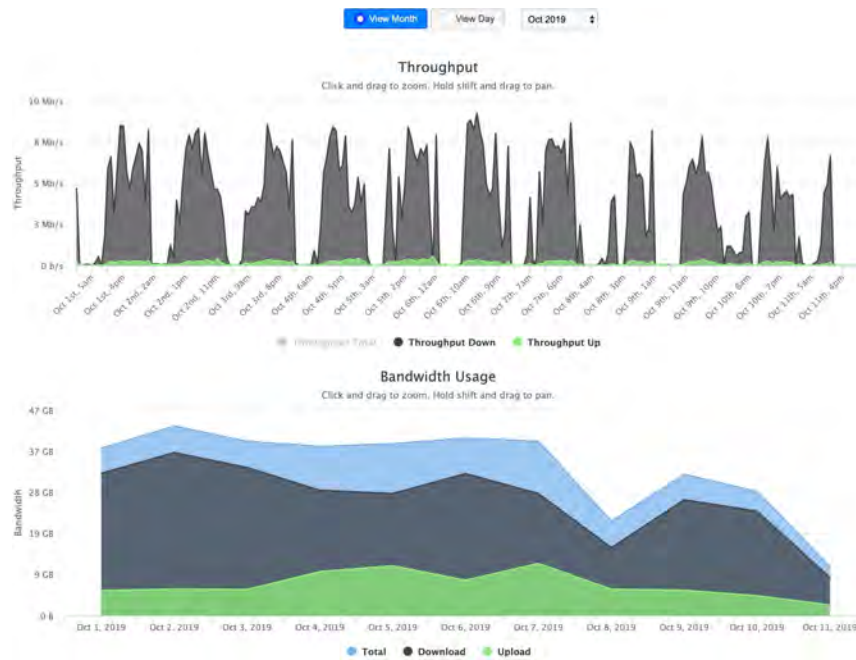 View Month View Day Oct 2019
Throughput
Click and drag to zoom. Hold shift and drag to pan.
10 Mb/s
8 Mb/s
5 Mb/s
3 Mb/s
0 b/s
Throughput
Oct 1st, 5am Oct 1st, 4pm Oct 2nd, 2am Oct 2nd, 1pm Oct 2nd, 11pm Oct 3rd, 9am Oct 3rd, 8pm Oct 4th, 6am Oct 4th, 5pm Oct 5th, 3am Oct 5th, 2pm Oct 6th, 12am Oct 6th, 10am Oct 6th, 9pm Oct 7th, 7am Oct 7th, 6pm Oct 8th, 4am Oct 8th, 3pm Oct 9th, 1am Oct 9th, 11am Oct 9th, 10pm Oct 10th, 8am Oct 10th, 7pm Oct 11th, 5am Oct 11th, 4pm
Throughput Total Throughput Down Throughput Up
Bandwidth Usage
Click and drag to zoom. Hold shift and drag to pan.
47 GB
37 GB
28 GB
19 GB
9 GB
0 B
Bandwidth
Oct 1, 2019 Oct 2, 2019 Oct 3, 2019 Oct 4, 2019 Oct 5, 2019 Oct 6, 2019 Oct 7, 2019 Oct 8, 2019 Oct 9, 2019 Oct 10, 2019 Oct 11, 2019
Total Download Upload